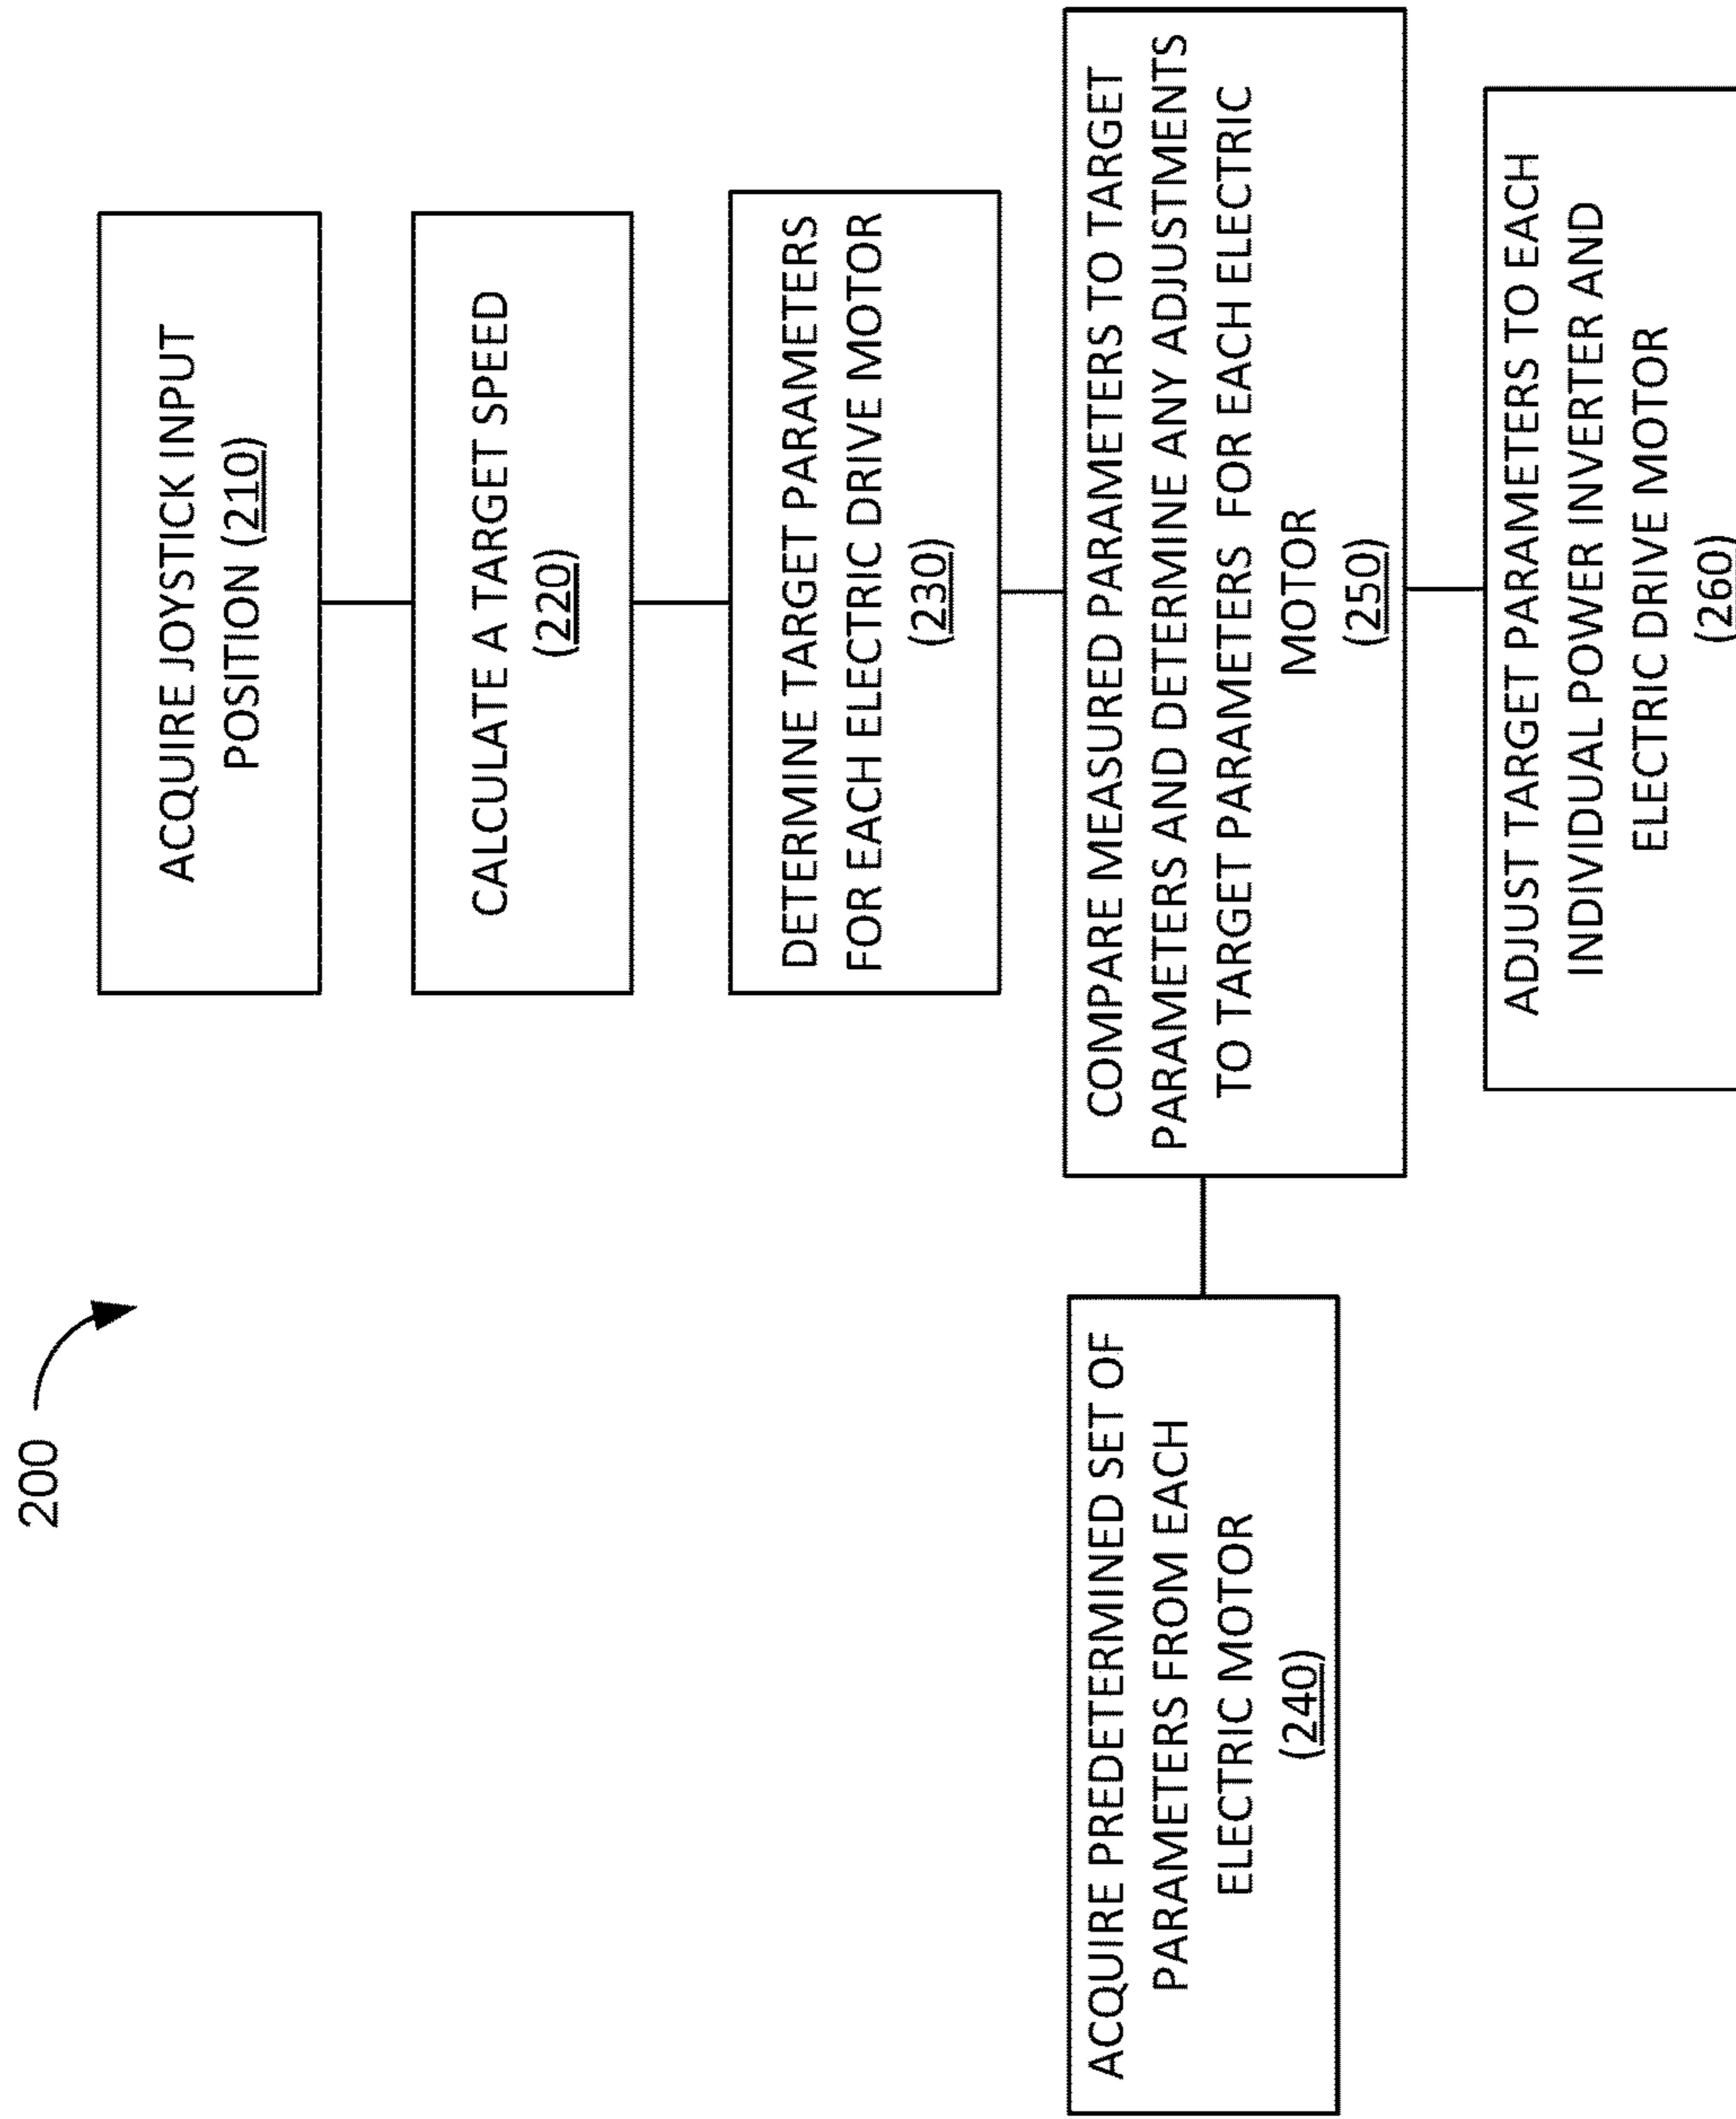 200
ACQUIRE JOYSTICK INPUT
POSITION (210)
CALCULATE A TARGET SPEED
(220)
DETERMINE TARGET PARAMETERS
FOR EACH ELECTRIC DRIVE MOTOR
(230)
ACQUIRE PREDETERMINED SET OF
PARAMETERS FROM EACH
ELECTRIC MOTOR
(240)
COMPARE MEASURED PARAMETERS TO TARGET
PARAMETERS AND DETERMINE ANY ADJUSTMENTS
TO TARGET PARAMETERS FOR EACH ELECTRIC
MOTOR
(250)
ADJUST TARGET PARAMETERS TO EACH
INDIVIDUAL POWER INVERTER AND
ELECTRIC DRIVE MOTOR
(260)